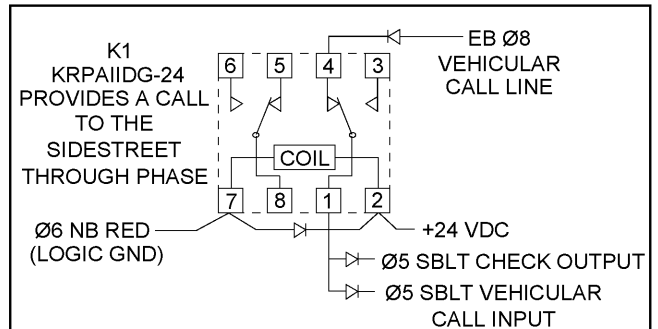 K1
KRPAIIDG-24
PROVIDES A CALL
TO THE
SIDESTREET
THROUGH PHASE
6 5 4 3
EB Ø8
VEHICULAR
CALL LINE
COIL
7 8 1 2
Ø6 NB RED
(LOGIC GND)
+24 VDC
Ø5 SBLT CHECK OUTPUT
Ø5 SBLT VEHICULAR
CALL INPUT